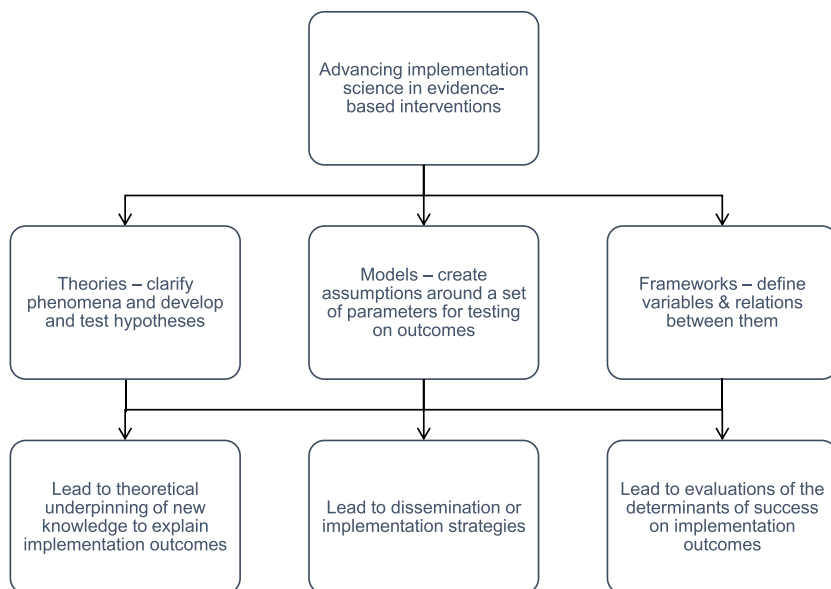 Advancing implementation
science in evidence-
based interventions
Theories – clarify
phenomena and develop
and test hypotheses
Models – create
assumptions around a set
of parameters for testing
on outcomes
Frameworks – define
variables & relations
between them
Lead to theoretical
underpinning of new
knowledge to explain
implementation outcomes
Lead to dissemination or
implementation strategies
Lead to evaluations of the
determinants of success
on implementation
outcomes